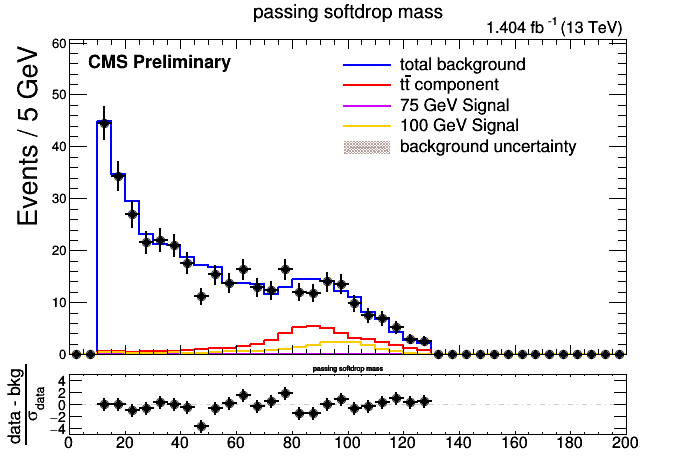 passing softdrop mass
1.404 fb⁻¹ (13 TeV)
CMS Preliminary
total background
tt̄ component
75 GeV Signal
100 GeV Signal
background uncertainty
Events / 5 GeV
60
50
40
30
20
10
0
passing softdrop mass
data - bkg
σ data
4
2
0
−2
−4
0 20 40 60 80 100 120 140 160 180 200